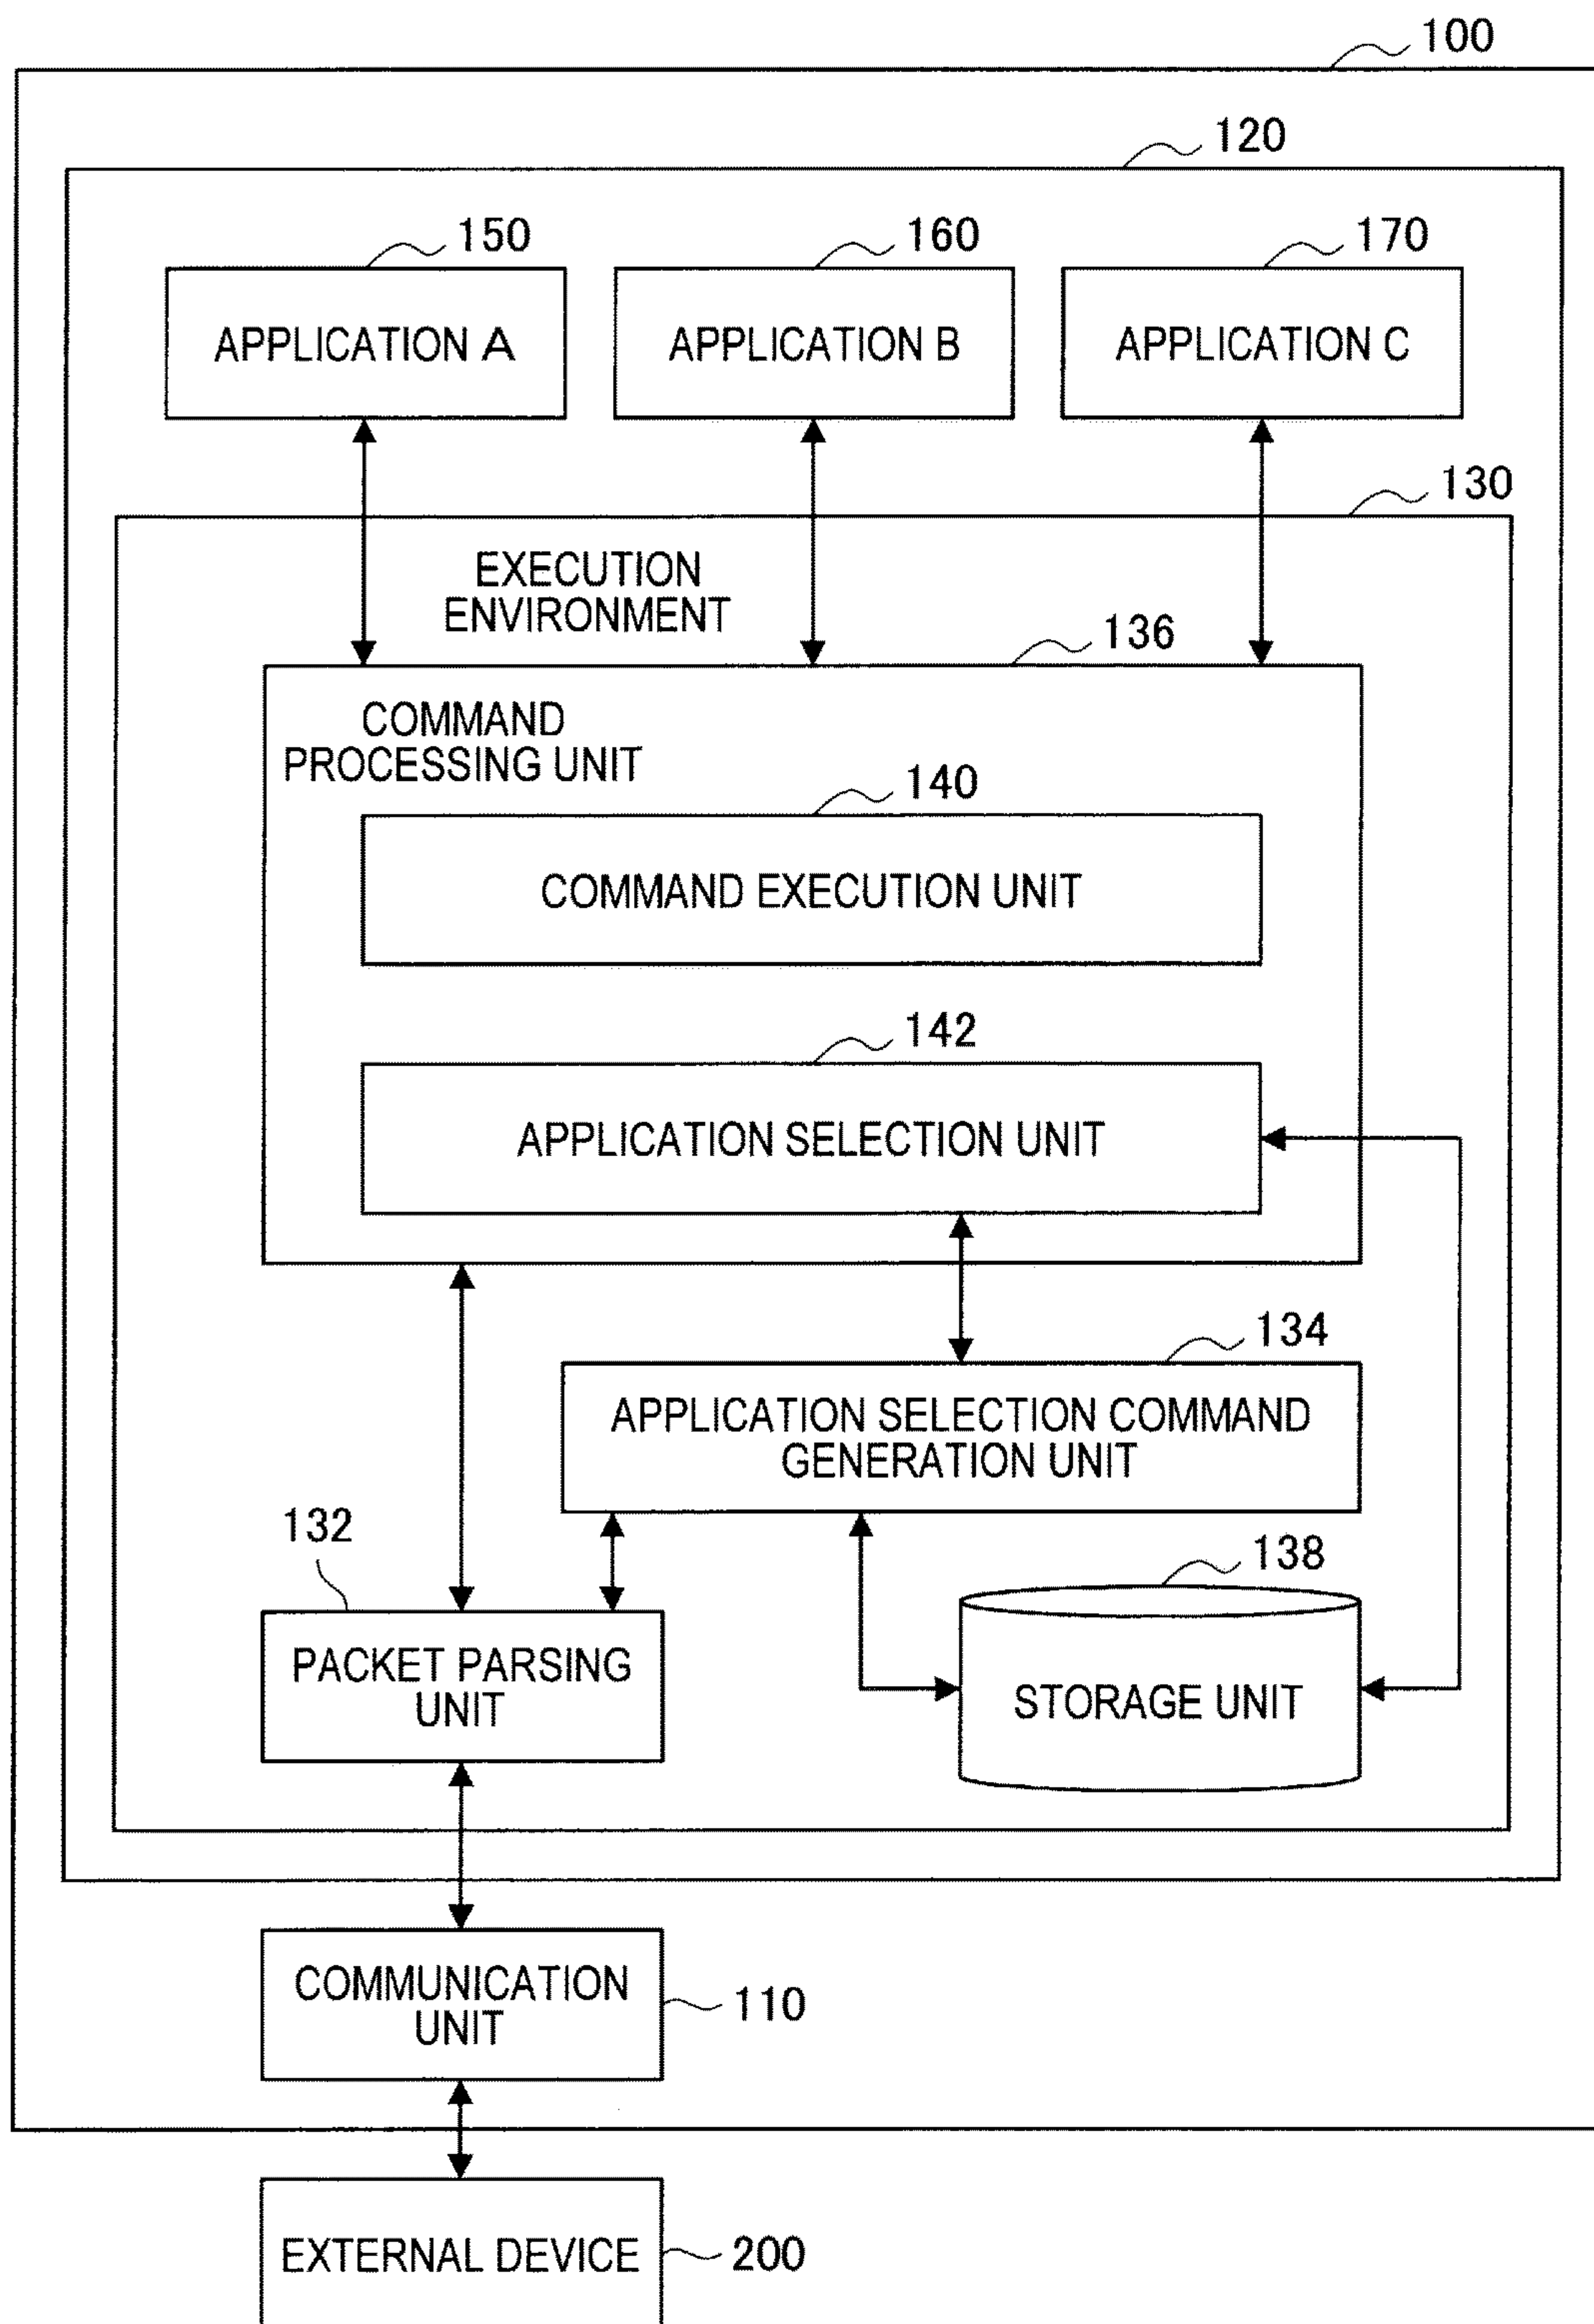 100
120
150
160
170
APPLICATION A
APPLICATION B
APPLICATION C
130
EXECUTION
ENVIRONMENT
136
COMMAND
PROCESSING UNIT
140
COMMAND EXECUTION UNIT
142
APPLICATION SELECTION UNIT
134
APPLICATION SELECTION COMMAND
GENERATION UNIT
132
138
PACKET PARSING
UNIT
STORAGE UNIT
COMMUNICATION
UNIT
110
EXTERNAL DEVICE
200